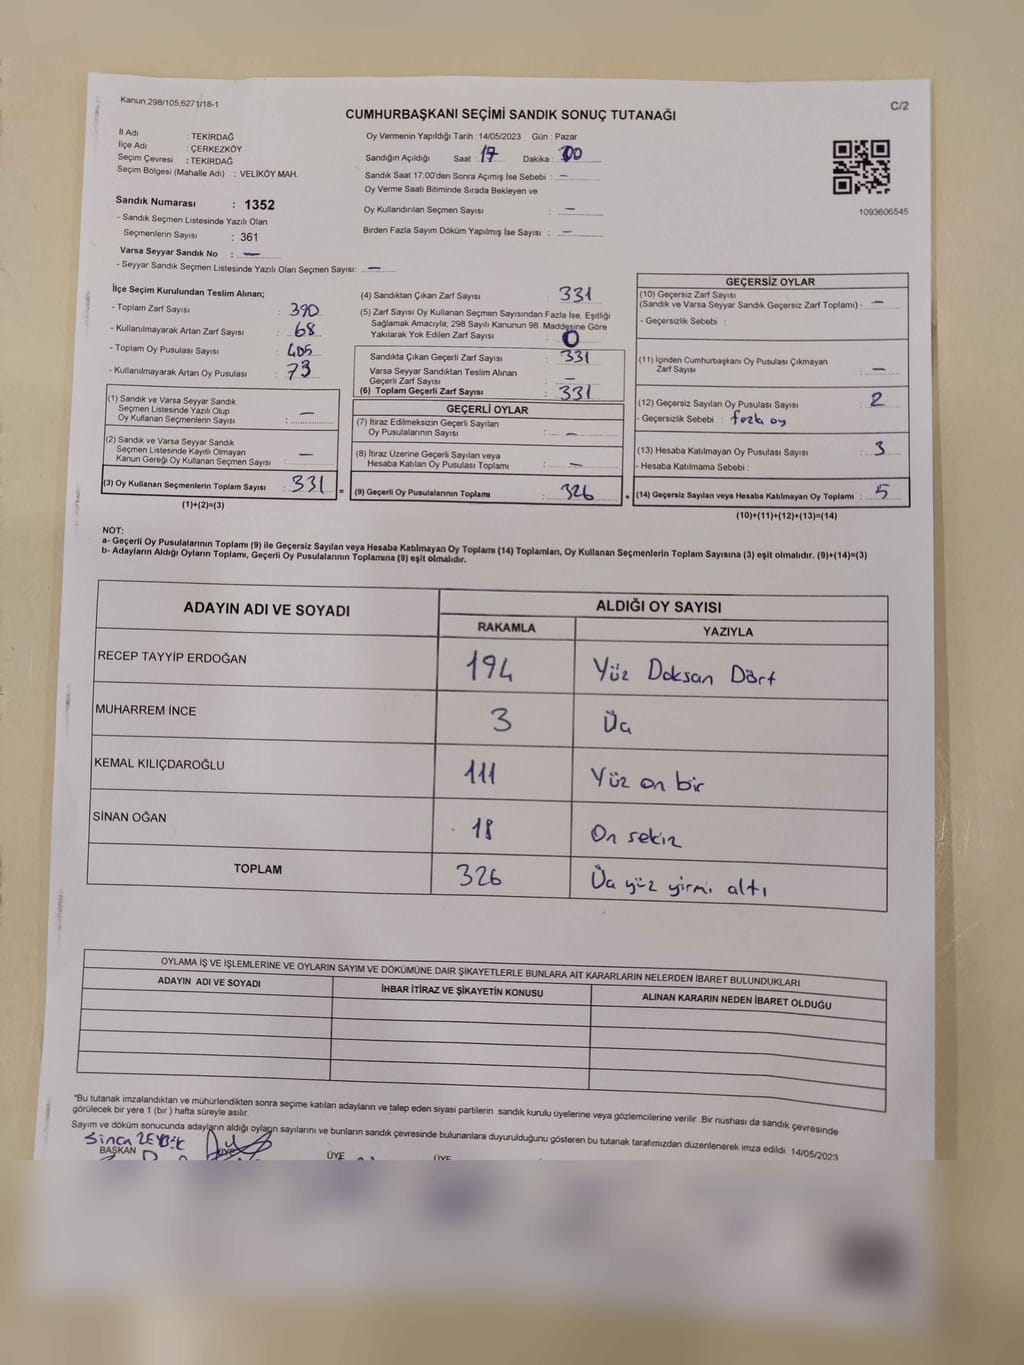 Kanun.298/105;6271/18-1
C/2
CUMHURBAŞKANI SEÇİMİ SANDIK SONUÇ TUTANAĞI
İl Adı : TEKİRDAĞ
İlçe Adı : ÇERKEZKÖY
Seçim Çevresi : TEKİRDAĞ
Seçim Bölgesi (Mahalle Adı) : VELİKÖY MAH.
Sandık Numarası : 1352
- Sandık Seçmen Listesinde Yazılı Olan
Seçmenlerin Sayısı : 361
Varsa Seyyar Sandık No : —
- Seyyar Sandık Seçmen Listesinde Yazılı Olan Seçmen Sayısı: —
Oy Vermenin Yapıldığı Tarih : 14/05/2023 Gün : Pazar
Sandığın Açıldığı Saat : 17 Dakika : 00
Sandık Saat 17:00'den Sonra Açımış İse Sebebi : —
Oy Verme Saati Bitiminde Sırada Bekleyen ve
Oy Kullandırılan Seçmen Sayısı : —
Birden Fazla Sayım Döküm Yapılmış İse Sayısı : —
1093606545
İlçe Seçim Kurulundan Teslim Alınan;
- Toplam Zarf Sayısı : 390
- Kullanılmayarak Artan Zarf Sayısı : 68
- Toplam Oy Pusulası Sayısı : 405
- Kullanılmayarak Artan Oy Pusulası : 73
(1) Sandık ve Varsa Seyyar Sandık
Seçmen Listesinde Yazılı Olup
Oy Kullanan Seçmenlerin Sayısı : —
(2) Sandık ve Varsa Seyyar Sandık
Seçmen Listesinde Kayıtlı Olmayan
Kanun Gereği Oy Kullanan Seçmen Sayısı : —
(3) Oy Kullanan Seçmenlerin Toplam Sayısı : 331 =
(1)+(2)=(3)
(4) Sandıktan Çıkan Zarf Sayısı : 331
(5) Zarf Sayısı Oy Kullanan Seçmen Sayısından Fazla İse, Eşitliği
Sağlamak Amacıyla; 298 Sayılı Kanunun 98. Maddesine Göre
Yakılarak Yok Edilen Zarf Sayısı : 0
Sandıkta Çıkan Geçerli Zarf Sayısı : 331
Varsa Seyyar Sandıktan Teslim Alınan
Geçerli Zarf Sayısı : —
(6) Toplam Geçerli Zarf Sayısı : 331
GEÇERLİ OYLAR
(7) İtiraz Edilmeksizin Geçerli Sayılan
Oy Pusulalarının Sayısı : —
(8) İtiraz Üzerine Geçerli Sayılan veya
Hesaba Katılan Oy Pusulası Toplamı : —
(9) Geçerli Oy Pusulalarının Toplamı : 326 +
GEÇERSİZ OYLAR
(10) Geçersiz Zarf Sayısı
(Sandık ve Varsa Seyyar Sandık Geçersiz Zarf Toplamı) : —
- Geçersizlik Sebebi :
(11) İçinden Cumhurbaşkanı Oy Pusulası Çıkmayan
Zarf Sayısı : —
(12) Geçersiz Sayılan Oy Pusulası Sayısı : 2
- Geçersizlik Sebebi : fazla oy
(13) Hesaba Katılmayan Oy Pusulası Sayısı : 3
- Hesaba Katılmama Sebebi :
(14) Geçersiz Sayılan veya Hesaba Katılmayan Oy Toplamı : 5
(10)+(11)+(12)+(13)=(14)
NOT:
a- Geçerli Oy Pusulalarının Toplamı (9) ile Geçersiz Sayılan veya Hesaba Katılmayan Oy Toplamı (14) Toplamları, Oy Kullanan Seçmenlerin Toplam Sayısına (3) eşit olmalıdır. (9)+(14)=(3)
b- Adayların Aldığı Oyların Toplamı, Geçerli Oy Pusulalarının Toplamına (9) eşit olmalıdır.
ADAYIN ADI VE SOYADI
ALDIĞI OY SAYISI
RAKAMLA YAZIYLA
RECEP TAYYİP ERDOĞAN 194 Yüz Doksan Dört
MUHARREM İNCE 3 Üç
KEMAL KILIÇDAROĞLU 111 Yüz on bir
SİNAN OĞAN 18 On sekiz
TOPLAM 326 Üç yüz yirmi altı
OYLAMA İŞ VE İŞLEMLERİNE VE OYLARIN SAYIM VE DÖKÜMÜNE DAİR ŞİKAYETLERLE BUNLARA AİT KARARLARIN NELERDEN İBARET BULUNDUKLARI
ADAYIN ADI VE SOYADI İHBAR İTİRAZ VE ŞİKAYETİN KONUSU ALINAN KARARIN NEDEN İBARET OLDUĞU
*Bu tutanak imzalandıktan ve mühürlendikten sonra seçime katılan adayların ve talep eden siyasi partilerin sandık kurulu üyelerine veya gözlemcilerine verilir. Bir nüshası da sandık çevresinde
görülecek bir yere 1 (bir ) hafta süreyle asılır.
Sayım ve döküm sonucunda adayların aldığı oyların sayılarını ve bunların sandık çevresinde bulunanlara duyurulduğunu gösteren bu tutanak tarafımızdan düzenlenerek imza edildi. 14/05/2023
BAŞKAN ÜYE ÜYE ÜYE